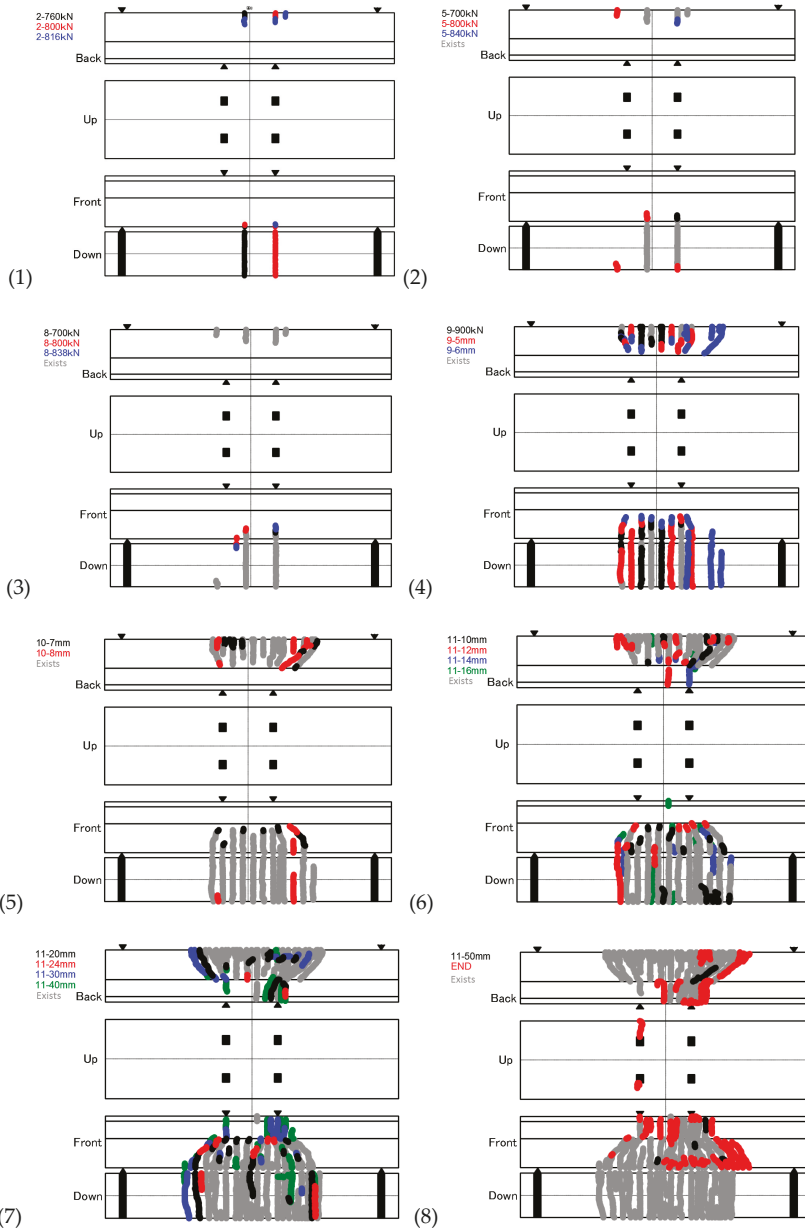 2-760kN
2-800kN
2-816kN
Back
Up
Front
Down
(1)
5-700kN
5-800kN
5-840kN
Exists
Back
Up
Front
Down
(2)
8-700kN
8-800kN
8-838kN
Exists
Back
Up
Front
Down
(3)
9-900kN
9-5mm
9-6mm
Exists
Back
Up
Front
Down
(4)
10-7mm
10-8mm
Exists
Back
Up
Front
Down
(5)
11-10mm
11-12mm
11-14mm
11-16mm
Exists
Back
Up
Front
Down
(6)
11-20mm
11-24mm
11-30mm
11-40mm
Exists
Back
Up
Front
Down
(7)
11-50mm
END
Exists
Back
Up
Front
Down
(8)